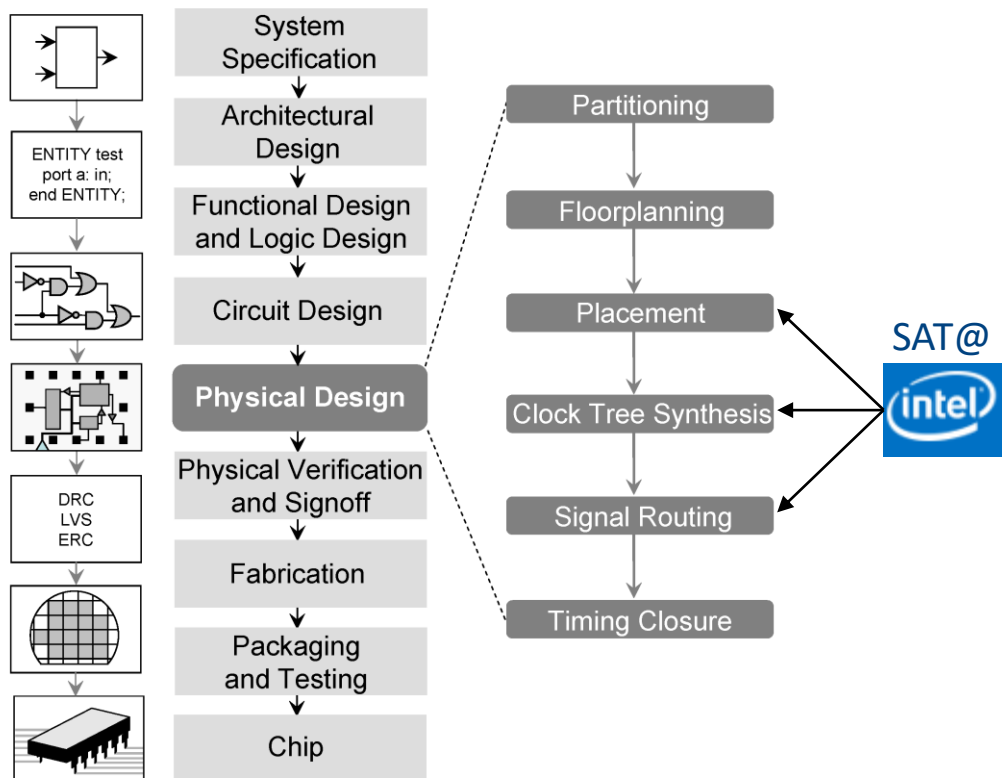 System
Specification
Architectural
Design
Functional Design
and Logic Design
Circuit Design
Physical Design
Physical Verification
and Signoff
Fabrication
Packaging
and Testing
Chip
ENTITY test
port a: in;
end ENTITY;
DRC
LVS
ERC
Partitioning
Floorplanning
Placement
Clock Tree Synthesis
Signal Routing
Timing Closure
SAT@
intel